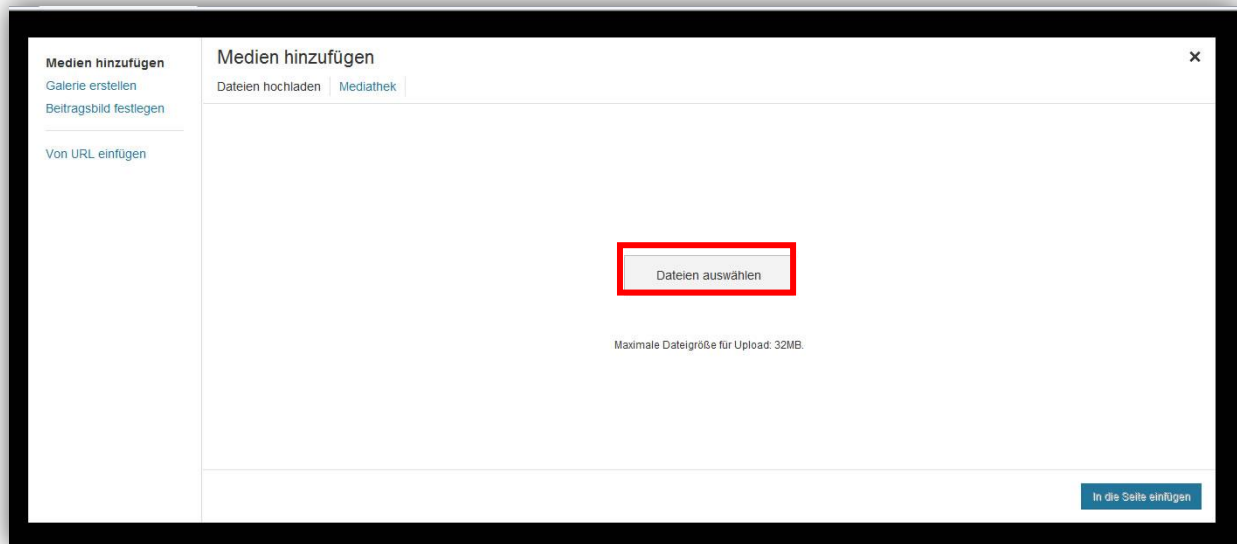 Medien hinzufügen
Galerie erstellen
Beitragsbild festlegen
Von URL einfügen
Medien hinzufügen
Dateien hochladen Mediathek
Dateien auswählen
Maximale Dateigröße für Upload: 32MB.
In die Seite einfügen